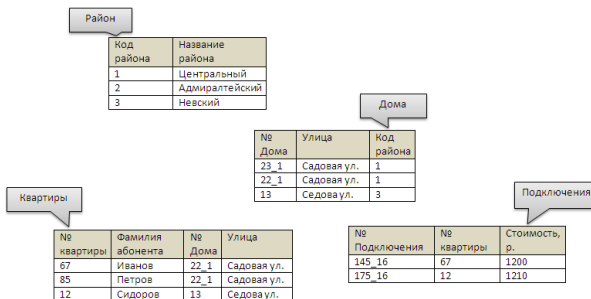 Район
Код района Название района
1 Центральный
2 Адмиралтейский
3 Невский
Дома
№ Дома Улица Код района
23_1 Садовая ул. 1
22_1 Садовая ул. 1
13 Седова ул. 3
Квартиры
№ квартиры Фамилия абонента № Дома Улица
67 Иванов 22_1 Садовая ул.
85 Петров 22_1 Садовая ул.
12 Сидоров 13 Седова ул.
Подключения
№ Подключения № квартиры Стоимость, р.
145_16 67 1200
175_16 12 1210